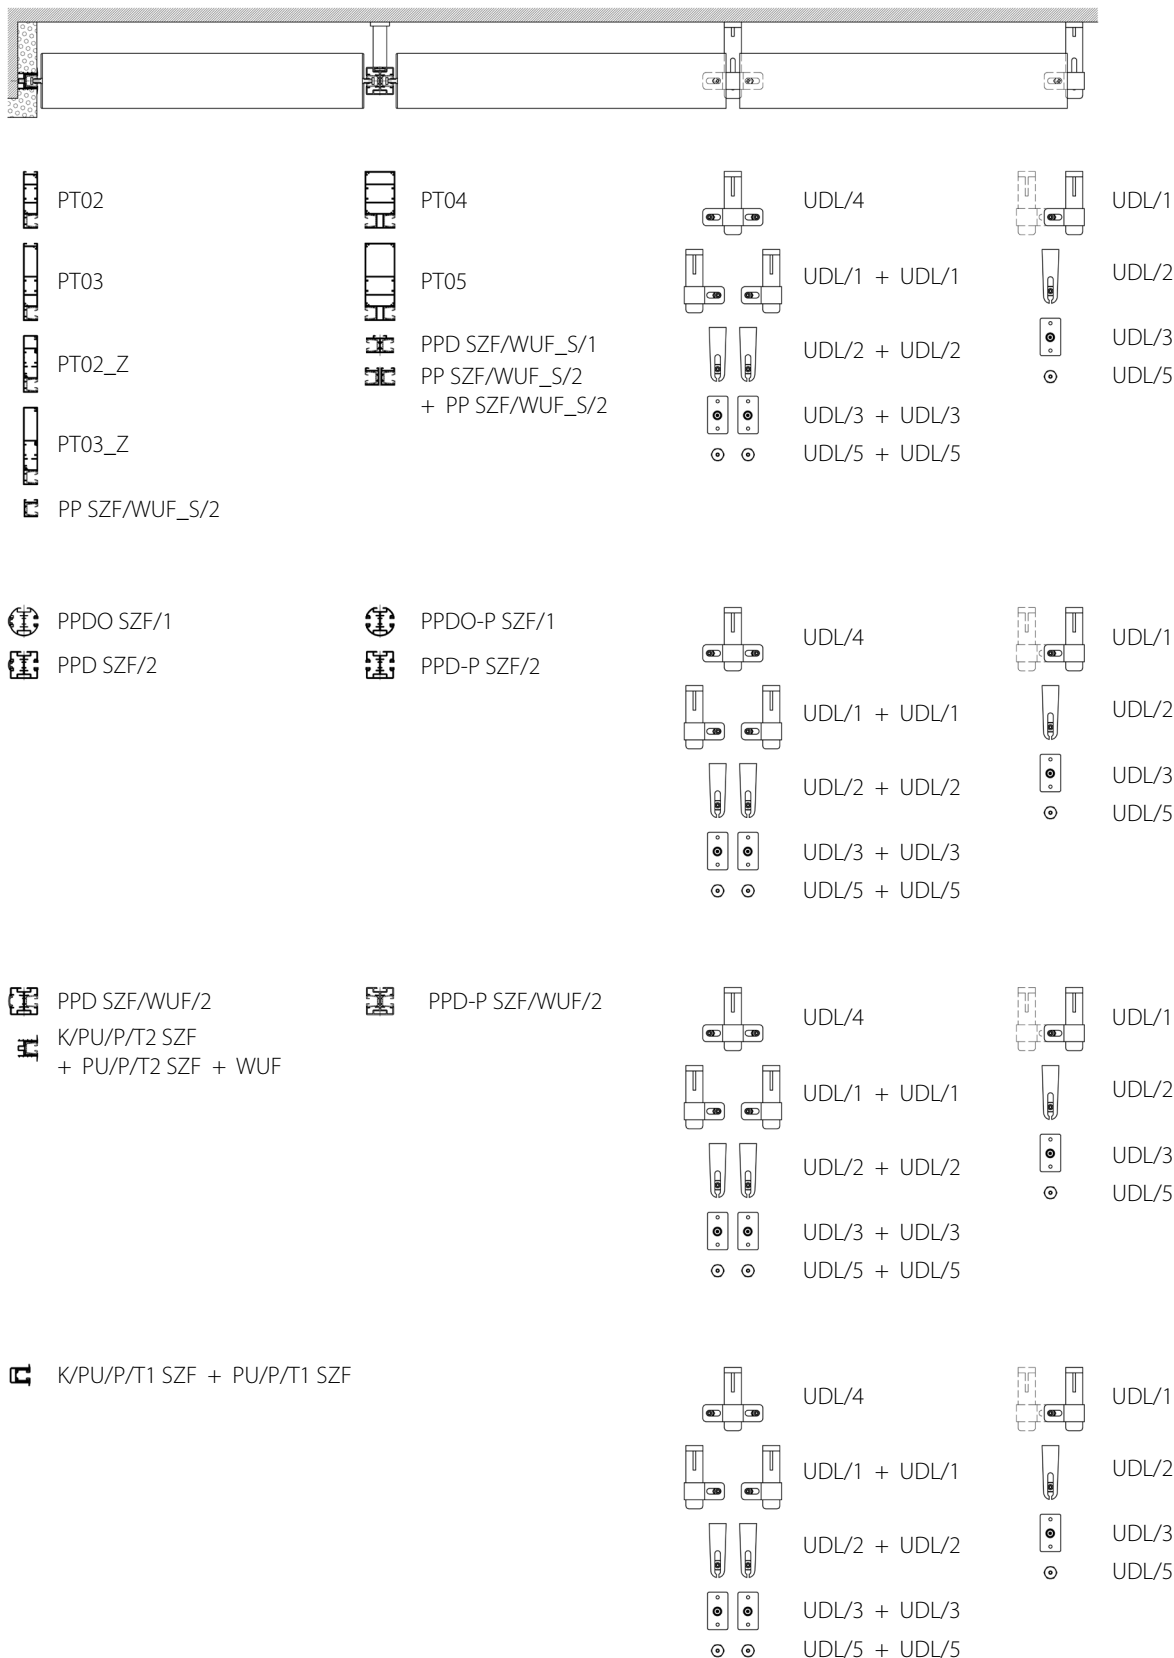 PT02
PT03
PT02_Z
PT03_Z
PP SZF/WUF_S/2
PT04
PT05
PPD SZF/WUF_S/1
PP SZF/WUF_S/2
+ PP SZF/WUF_S/2
UDL/4
UDL/1 + UDL/1
UDL/2 + UDL/2
UDL/3 + UDL/3
UDL/5 + UDL/5
UDL/1
UDL/2
UDL/3
UDL/5
PPDO SZF/1
PPD SZF/2
PPDO-P SZF/1
PPD-P SZF/2
UDL/4
UDL/1 + UDL/1
UDL/2 + UDL/2
UDL/3 + UDL/3
UDL/5 + UDL/5
UDL/1
UDL/2
UDL/3
UDL/5
PPD SZF/WUF/2
K/PU/P/T2 SZF
+ PU/P/T2 SZF + WUF
PPD-P SZF/WUF/2
UDL/4
UDL/1 + UDL/1
UDL/2 + UDL/2
UDL/3 + UDL/3
UDL/5 + UDL/5
UDL/1
UDL/2
UDL/3
UDL/5
K/PU/P/T1 SZF + PU/P/T1 SZF
UDL/4
UDL/1 + UDL/1
UDL/2 + UDL/2
UDL/3 + UDL/3
UDL/5 + UDL/5
UDL/1
UDL/2
UDL/3
UDL/5